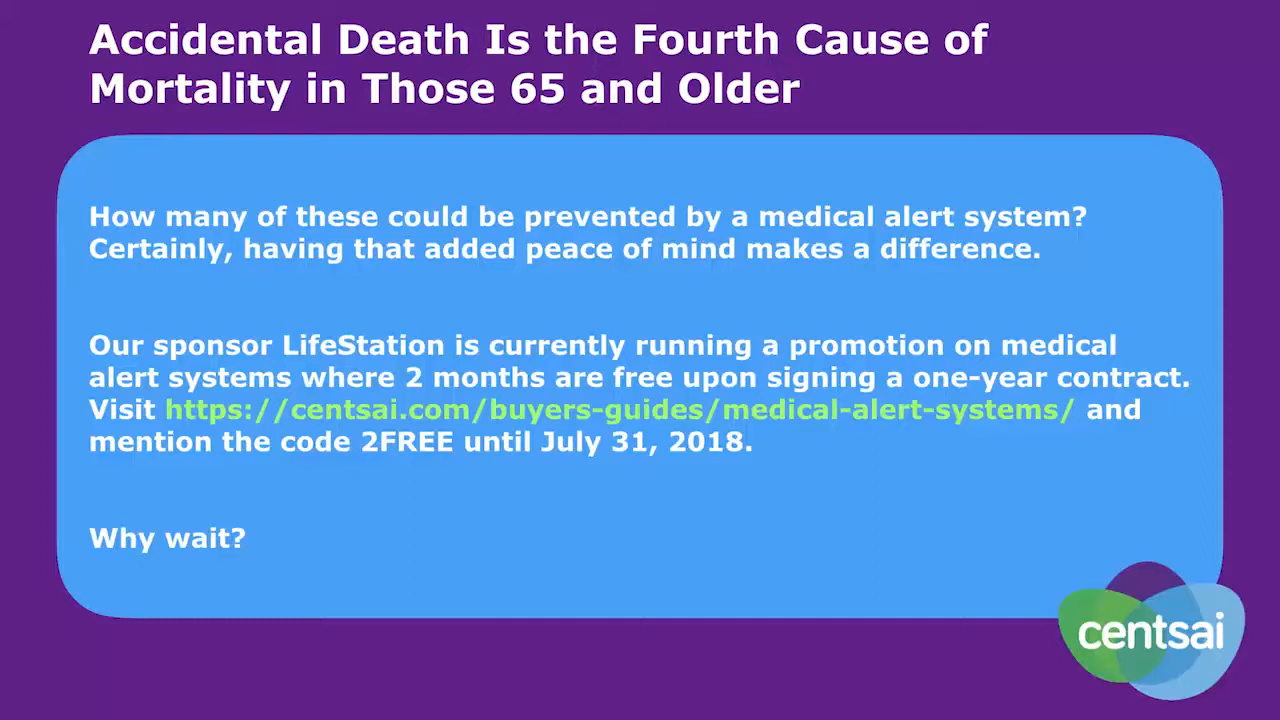 Accidental Death Is the Fourth Cause of
Mortality in Those 65 and Older
How many of these could be prevented by a medical alert system?
Certainly, having that added peace of mind makes a difference.
Our sponsor LifeStation is currently running a promotion on medical
alert systems where 2 months are free upon signing a one-year contract.
Visit https://centsai.com/buyers-guides/medical-alert-systems/ and
mention the code 2FREE until July 31, 2018.
Why wait?
centsai